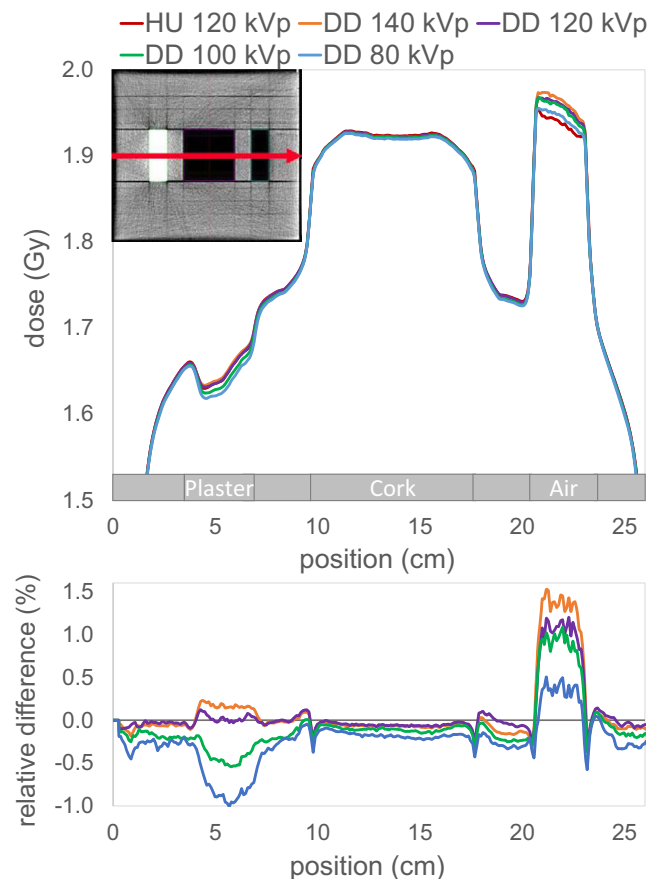 HU 120 kVp DD 140 kVp DD 120 kVp
DD 100 kVp DD 80 kVp
2.0
1.9
1.8
1.7
1.6
1.5
dose (Gy)
Plaster Cork Air
0 5 10 15 20 25
position (cm)
1.5
1.0
0.5
0.0
-0.5
-1.0
relative difference (%)
0 5 10 15 20 25
position (cm)